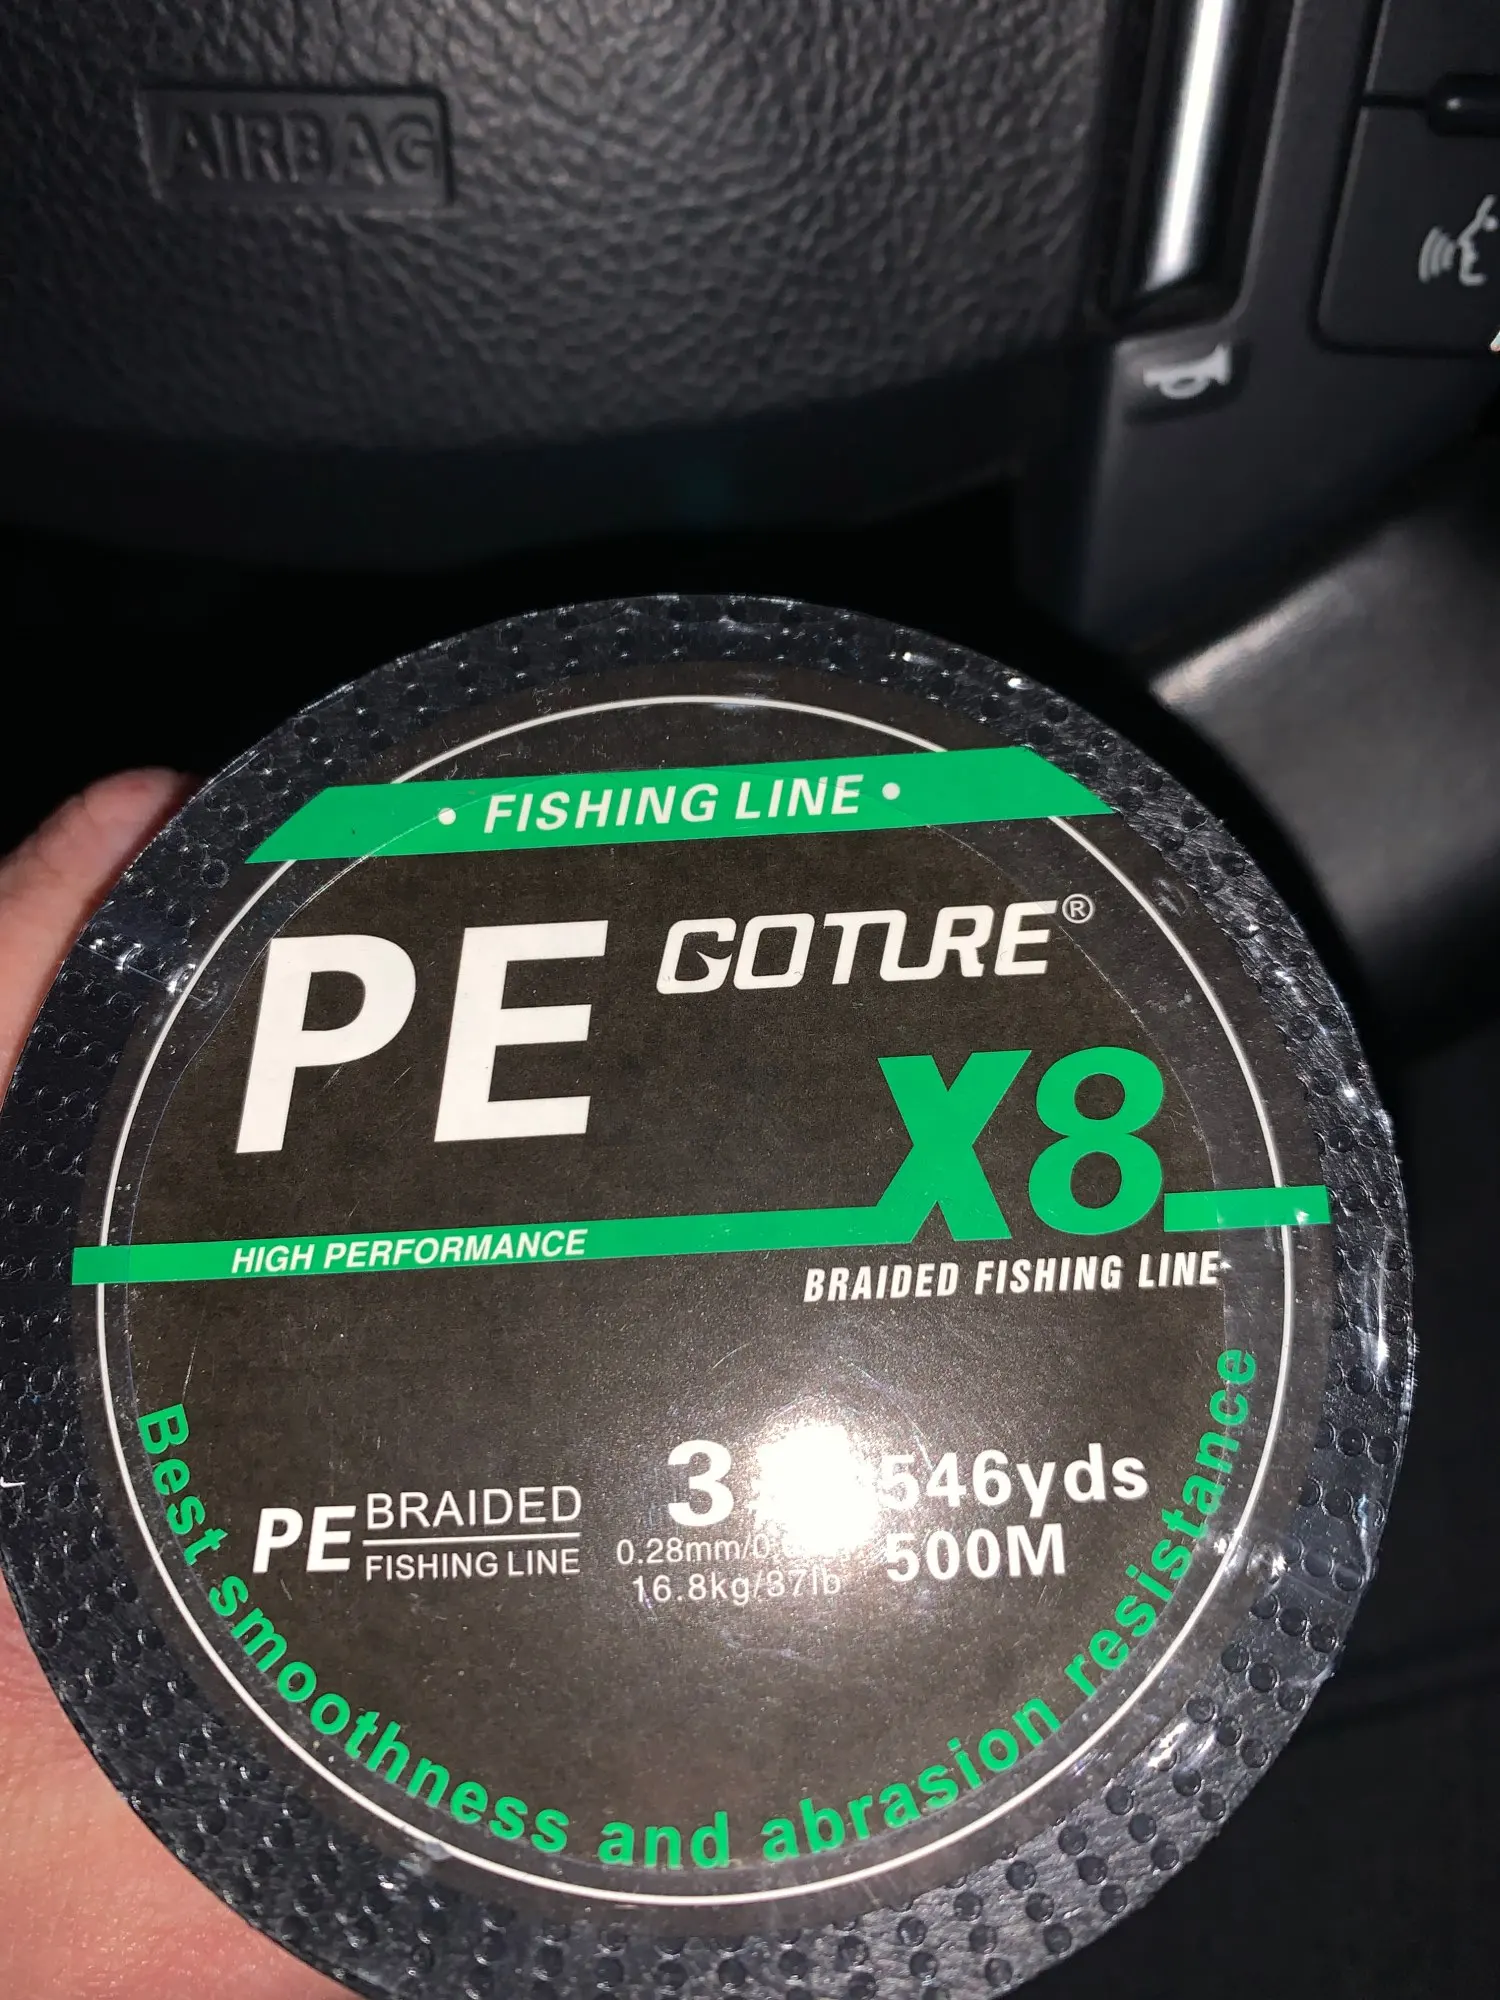 AIRBAG
• FISHING LINE •
PE GOTURE®
X8
HIGH PERFORMANCE
BRAIDED FISHING LINE
PE BRAIDED
FISHING LINE
3
0.28mm/0
16.8kg/37lb
546yds
500M
Best smoothness and abrasion resistance